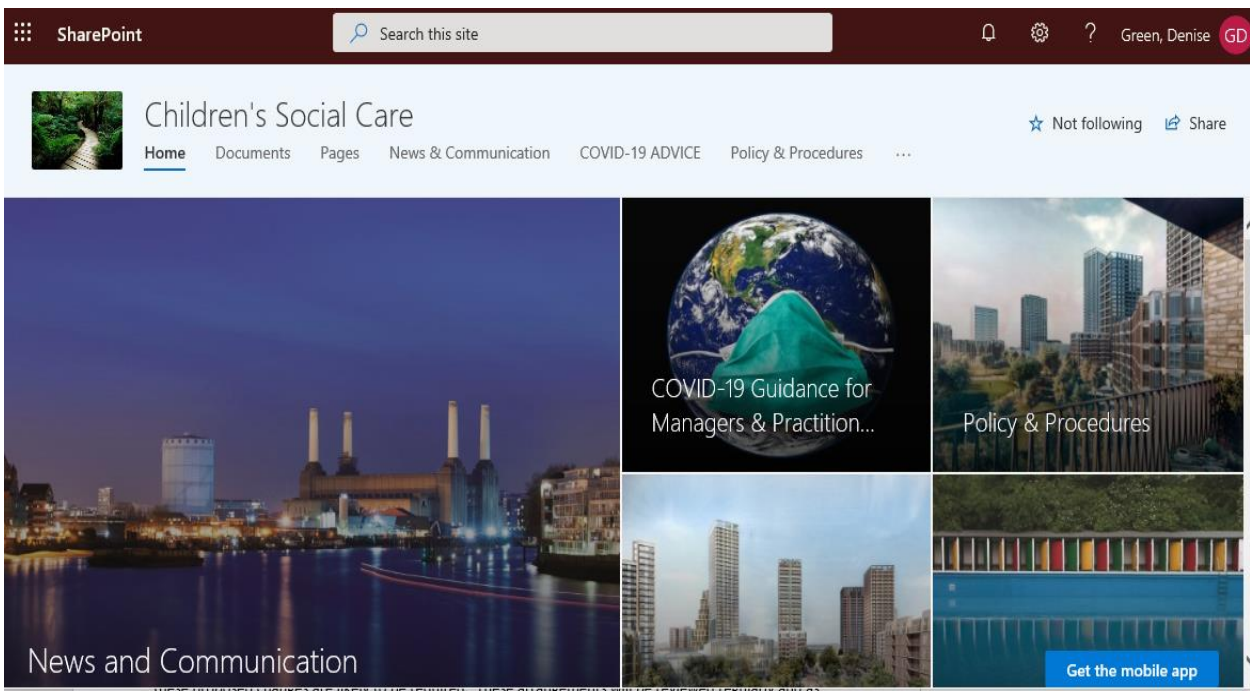 SharePoint
Search this site
? Green, Denise GD
Children's Social Care
Not following Share
Home Documents Pages News & Communication COVID-19 ADVICE Policy & Procedures ...
COVID-19 Guidance for
Managers & Practition...
Policy & Procedures
News and Communication
Get the mobile app